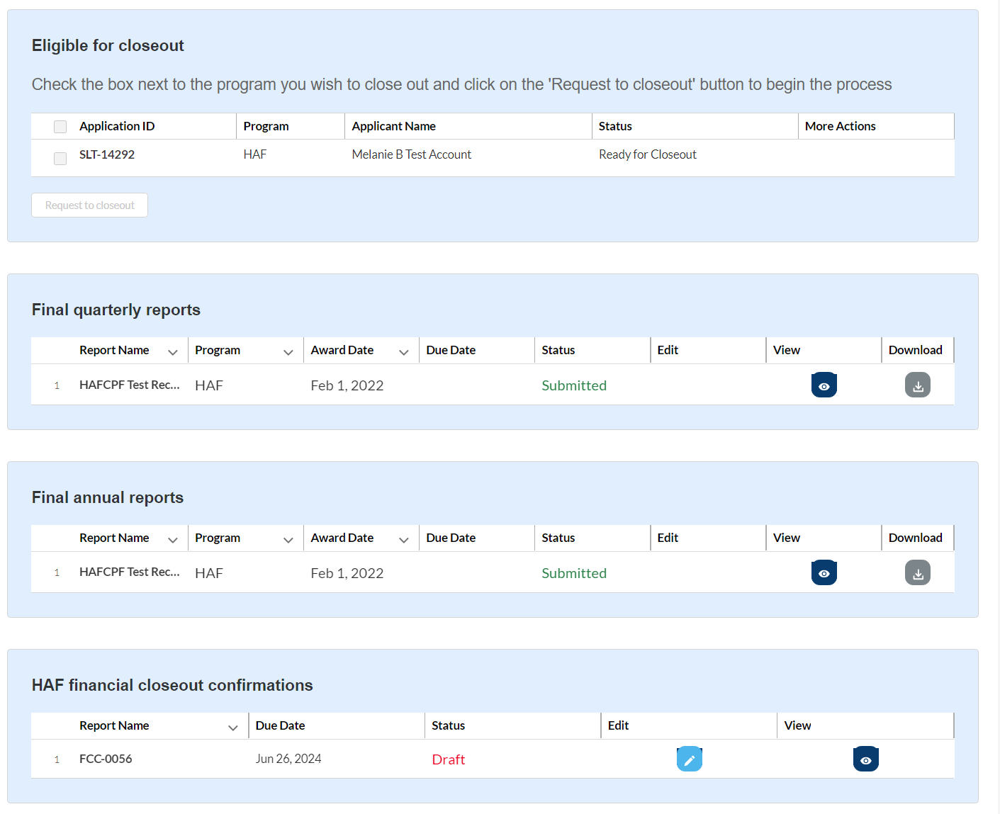 Eligible for closeout
Check the box next to the program you wish to close out and click on the 'Request to closeout' button to begin the process
Application ID Program Applicant Name Status More Actions
SLT-14292 HAF Melanie B Test Account Ready for Closeout
Request to closeout
Final quarterly reports
Report Name Program Award Date Due Date Status Edit View Download
1 HAFCPF Test Rec... HAF Feb 1, 2022 Submitted
Final annual reports
Report Name Program Award Date Due Date Status Edit View Download
1 HAFCPF Test Rec... HAF Feb 1, 2022 Submitted
HAF financial closeout confirmations
Report Name Due Date Status Edit View
1 FCC-0056 Jun 26, 2024 Draft